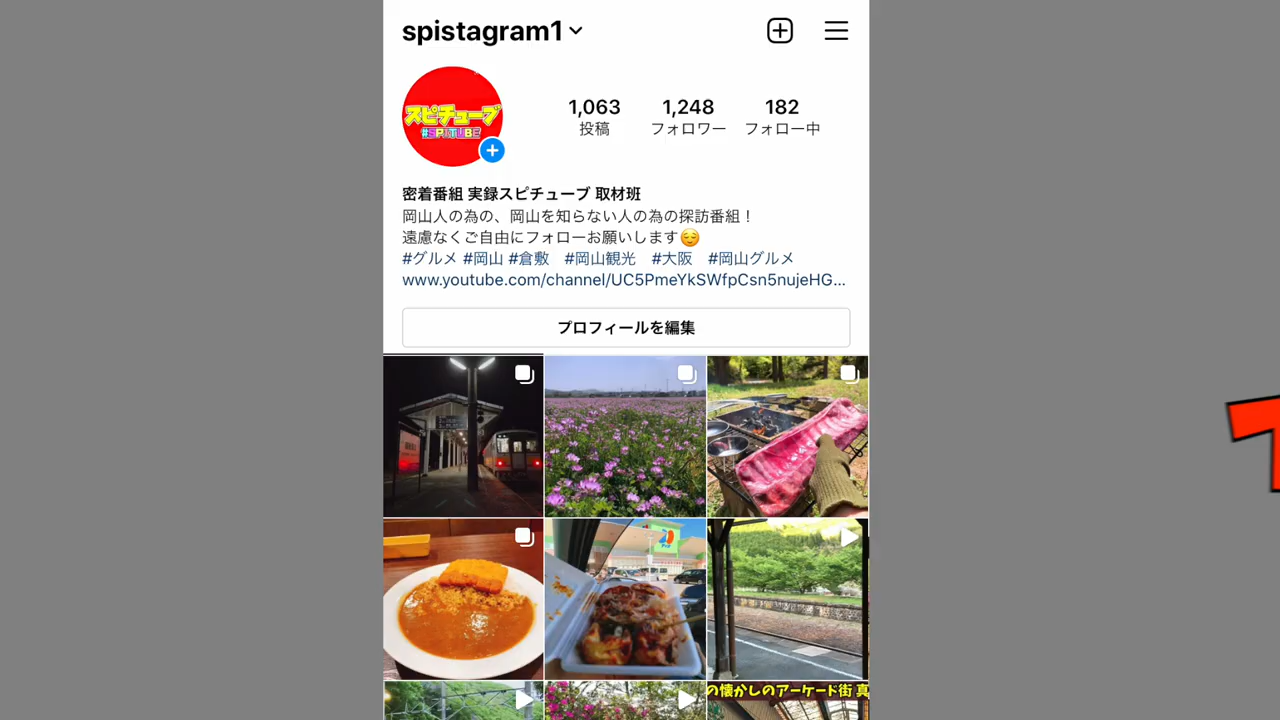 spistagram1
スピチューブ
#SPITUBE
1,063
投稿
1,248
フォロワー
182
フォロー中
密着番組 実録スピチューブ 取材班
岡山人の為の、岡山を知らない人の為の探訪番組！
遠慮なくご自由にフォローお願いします😌
#グルメ #岡山 #倉敷　#岡山観光　#大阪　#岡山グルメ
www.youtube.com/channel/UC5PmeYkSWfpCsn5nujeHG...
プロフィールを編集
の懐かしのアーケード街 真